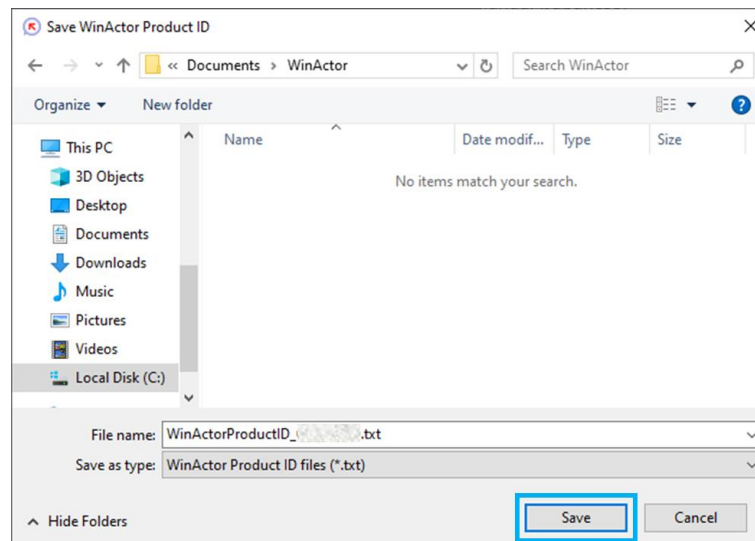 Save WinActor Product ID
« Documents › WinActor
Search WinActor
Organize
New folder
Name
Date modif...
Type
Size
This PC
3D Objects
Desktop
Documents
Downloads
Music
Pictures
Videos
Local Disk (C:)
No items match your search.
File name: WinActorProductID_ .txt
Save as type: WinActor Product ID files (*.txt)
Hide Folders
Save
Cancel